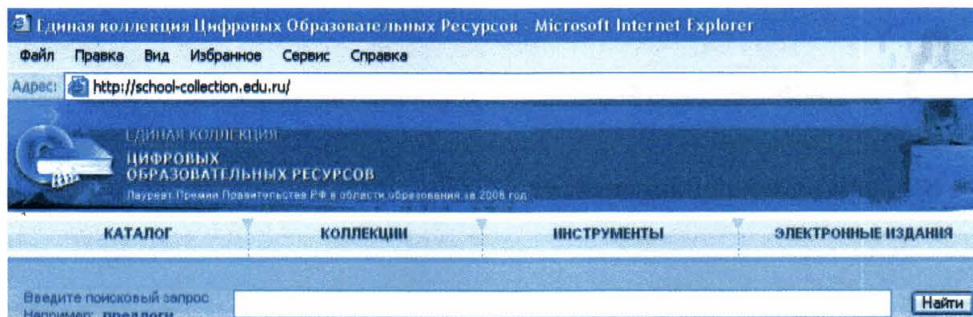 Единая коллекция Цифровых Образовательных Ресурсов - Microsoft Internet Explorer
Файл Правка Вид Избранное Сервис Справка
Адрес: http://school-collection.edu.ru/
ЕДИНАЯ КОЛЛЕКЦИЯ
ЦИФРОВЫХ
ОБРАЗОВАТЕЛЬНЫХ РЕСУРСОВ
Лауреат Премии Правительства РФ в области образования за 2008 год
КАТАЛОГ КОЛЛЕКЦИИ ИНСТРУМЕНТЫ ЭЛЕКТРОННЫЕ ИЗДАНИЯ
Введите поисковый запрос Найти
Например: предлоги